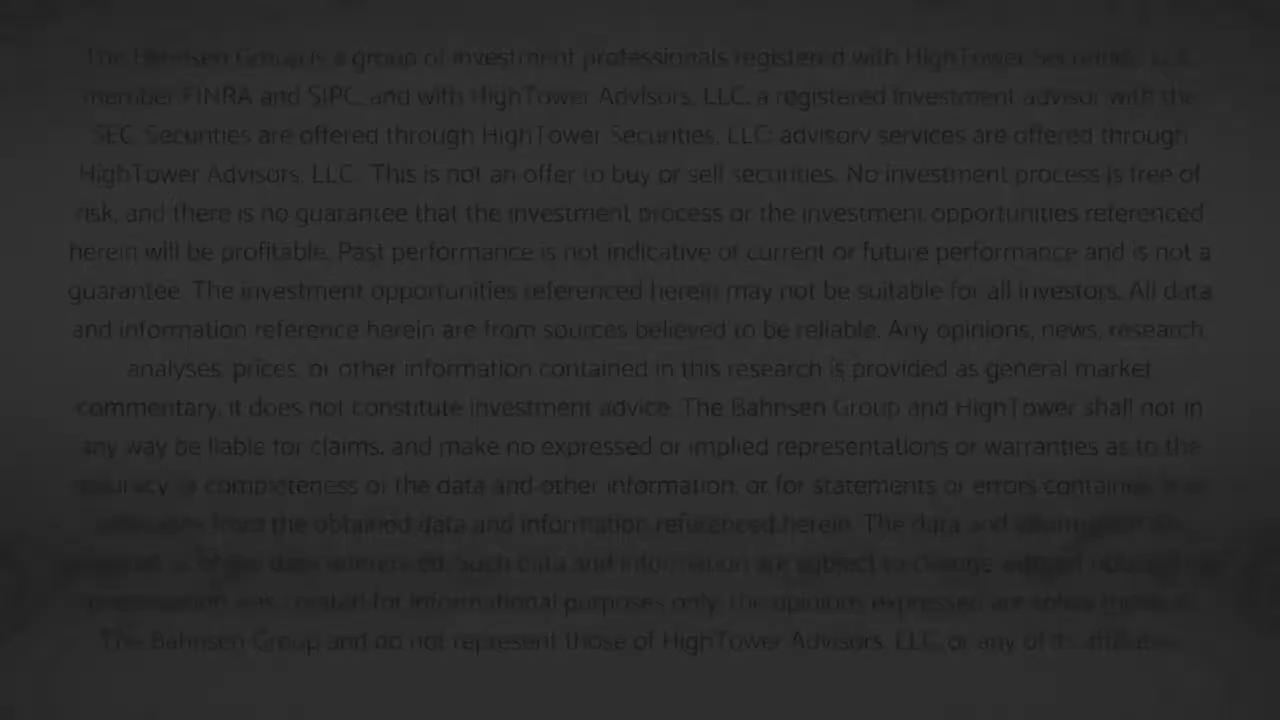 The Bahnsen Group is a group of investment professionals registered with HighTower Securities, LLC,
member FINRA and SIPC, and with HighTower Advisors, LLC, a registered investment advisor with the
SEC. Securities are offered through HighTower Securities, LLC; advisory services are offered through
HighTower Advisors, LLC. This is not an offer to buy or sell securities. No investment process is free of
risk, and there is no guarantee that the investment process or the investment opportunities referenced
herein will be profitable. Past performance is not indicative of current or future performance and is not a
guarantee. The investment opportunities referenced herein may not be suitable for all investors. All data
and information reference herein are from sources believed to be reliable. Any opinions, news, research,
analyses, prices, or other information contained in this research is provided as general market
commentary, it does not constitute investment advice. The Bahnsen Group and HighTower shall not in
any way be liable for claims, and make no expressed or implied representations or warranties as to the
accuracy or completeness of the data and other information, or for statements or errors contained in or
from the obtained data and information referenced herein. The data and
data referenced. Such data and information are subject to change without
created for informational purposes only; the opinions expressed are solely those of
The Bahnsen Group and do not represent those of HighTower Advisors, LLC, or any of its affiliates.